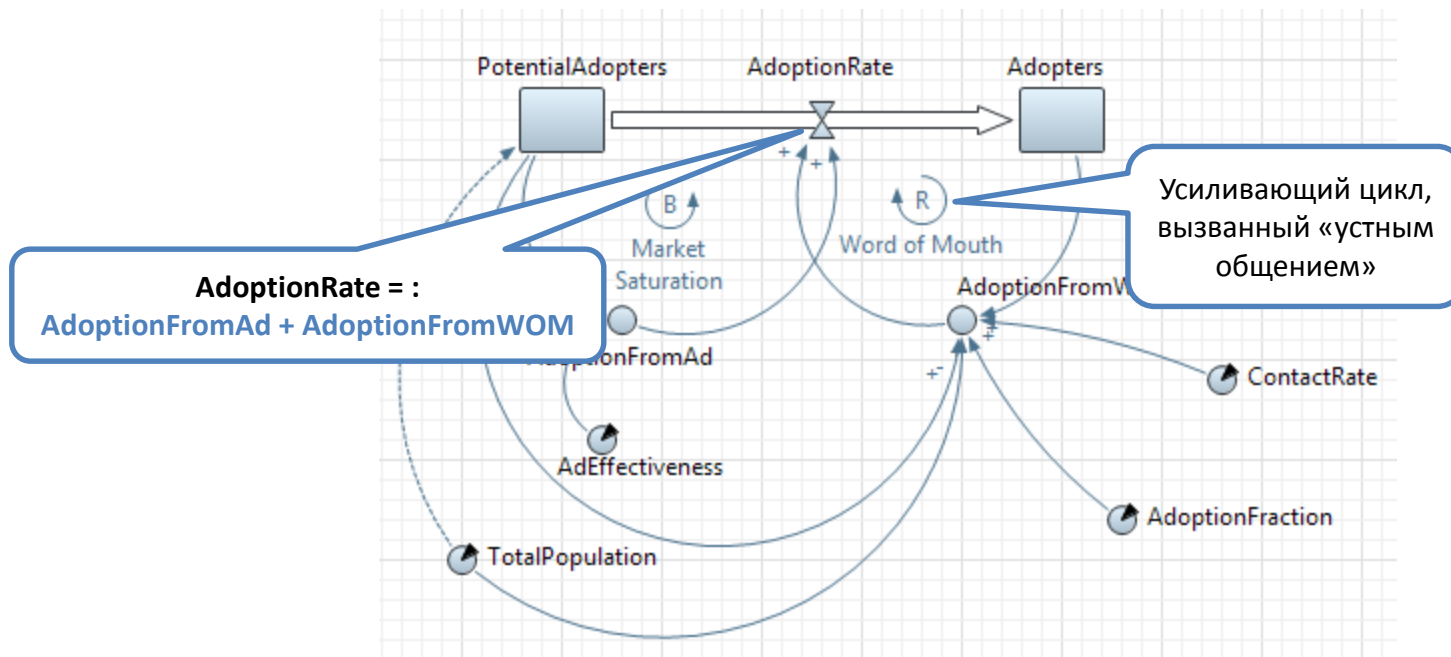 PotentialAdopters
AdoptionRate
Adopters
+
+
B
Market
Saturation
R
Word of Mouth
Усиливающий цикл,
вызванный «устным
общением»
AdoptionRate = :
AdoptionFromAd + AdoptionFromWOM
+
+
+
-
ContactRate
AdEffectiveness
AdoptionFraction
TotalPopulation